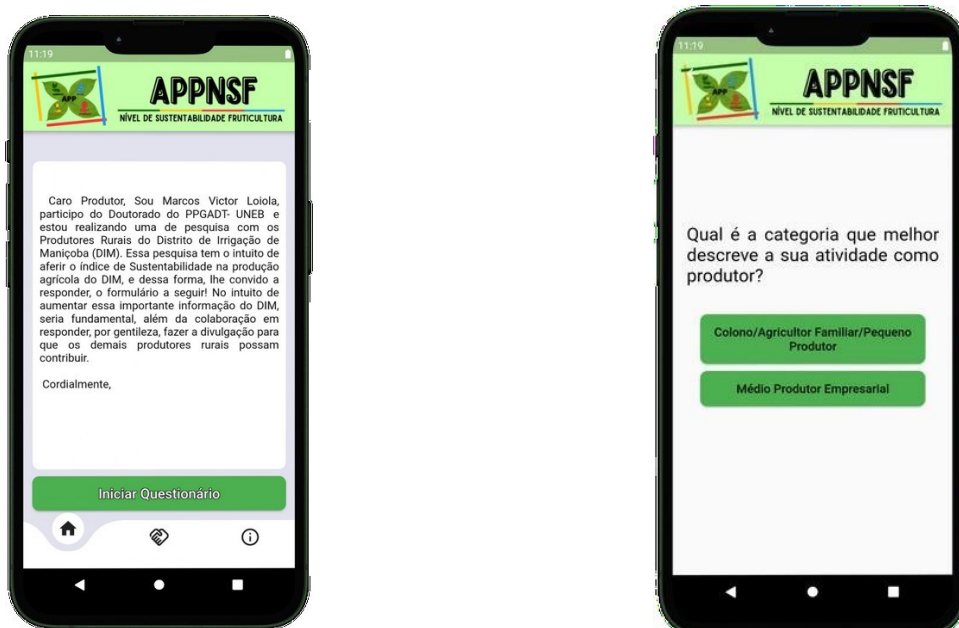 11:19
APP
APPNSF
NÍVEL DE SUSTENTABILIDADE FRUTICULTURA
Caro Produtor, Sou Marcos Victor Loiola,
participo do Doutorado do PPGADT- UNEB e
estou realizando uma de pesquisa com os
Produtores Rurais do Distrito de Irrigação de
Maniçoba (DIM). Essa pesquisa tem o intuito de
aferir o índice de Sustentabilidade na produção
agrícola do DIM, e dessa forma, lhe convido a
responder, o formulário a seguir! No intuito de
aumentar essa importante informação do DIM,
seria fundamental, além da colaboração em
responder, por gentileza, fazer a divulgação para
que os demais produtores rurais possam
contribuir.
Cordialmente,
Iniciar Questionário
11:19
APP
APPNSF
NÍVEL DE SUSTENTABILIDADE FRUTICULTURA
Qual é a categoria que melhor
descreve a sua atividade como
produtor?
Colono/Agricultor Familiar/Pequeno
Produtor
Médio Produtor Empresarial